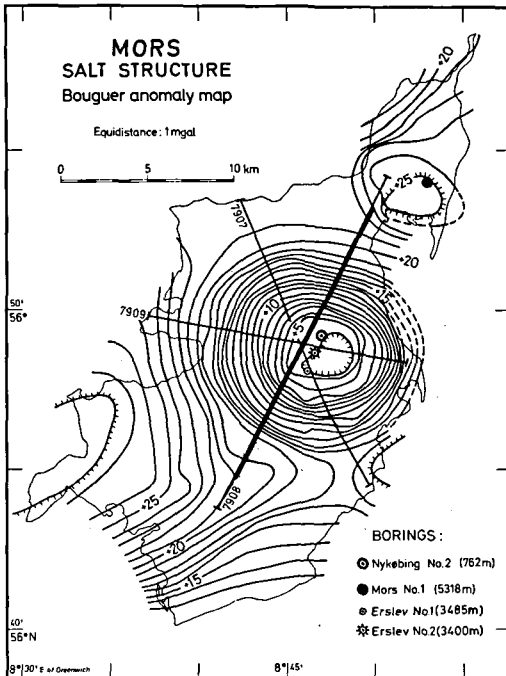 MORS
SALT STRUCTURE
Bouguer anomaly map
Equidistance: 1 mgal
0 5 10 km
+20
+25
7907
+20
+15
50'
56°
7909
+10
+5
7908
+25
+20
+15
BORINGS:
Nykøbing No.2 (762m)
Mors No.1 (5318m)
Erslev No.1 (3485m)
Erslev No.2 (3400m)
40'
56°N
8°30' E of Greenwich
8°45'